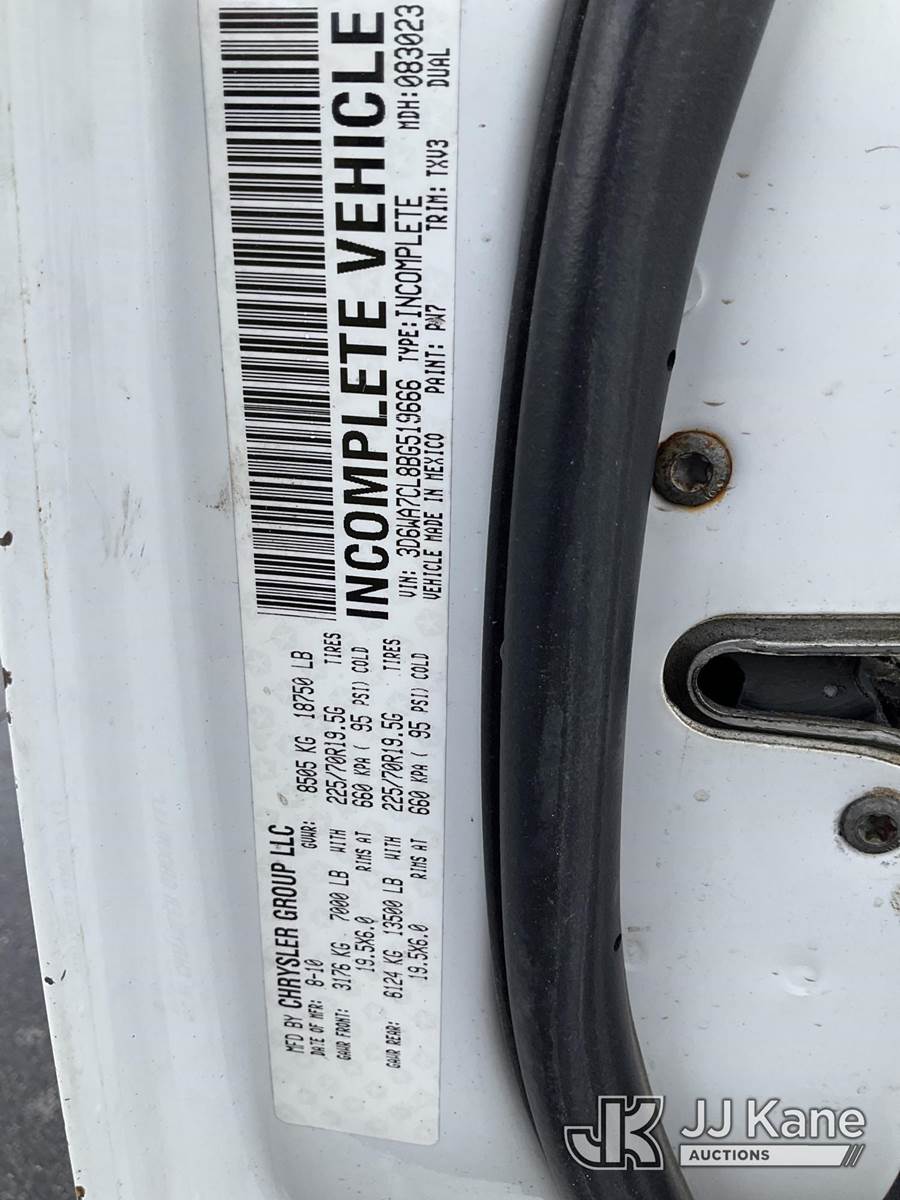 MFD BY CHRYSLER GROUP LLC
DATE OF MFR: 8-10 GVWR: 8505 KG 18750 LB
GAWR FRONT: 3176 KG 7000 LB WITH 225/70R19.5G TIRES
19.5X6.0 RIMS AT 660 KPA ( 95 PSI) COLD
GAWR REAR: 6124 KG 13500 LB WITH 225/70R19.5G TIRES
19.5X6.0 RIMS AT 660 KPA ( 95 PSI) COLD
INCOMPLETE VEHICLE
VIN: 3D6WA7CL8BG519666 TYPE: INCOMPLETE MDH: 083023
VEHICLE MADE IN MEXICO PAINT: PW7 TRIM: TXV3 DUAL
JK JJ Kane
AUCTIONS